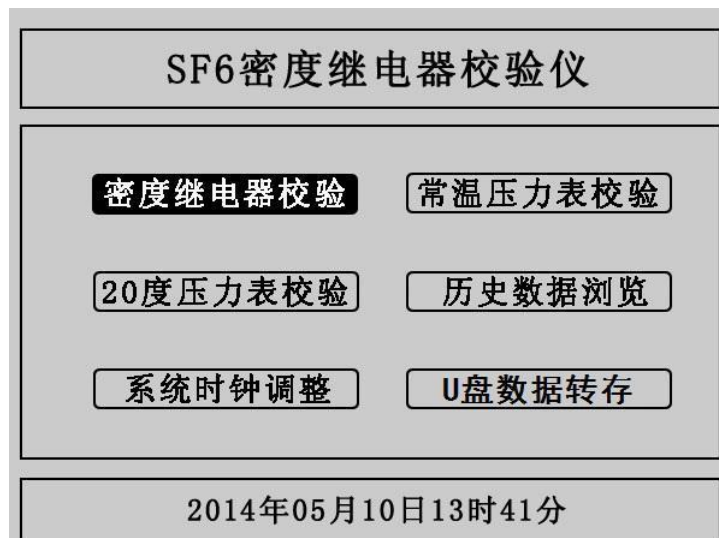 SF6密度继电器校验仪
密度继电器校验 常温压力表校验
20度压力表校验 历史数据浏览
系统时钟调整 U盘数据转存
2014年05月10日13时41分